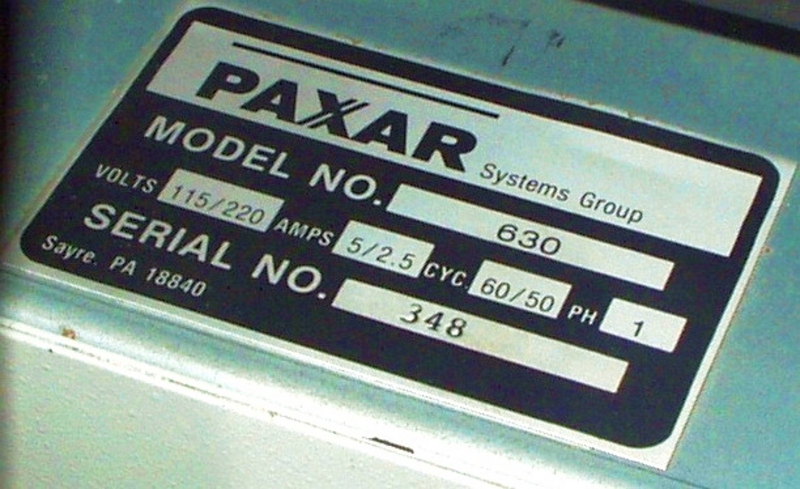 PAXAR Systems Group
MODEL NO. 630
VOLTS 115/220 AMPS 5/2.5 CYC. 60/50 PH 1
SERIAL NO. 348
Sayre. PA 18840